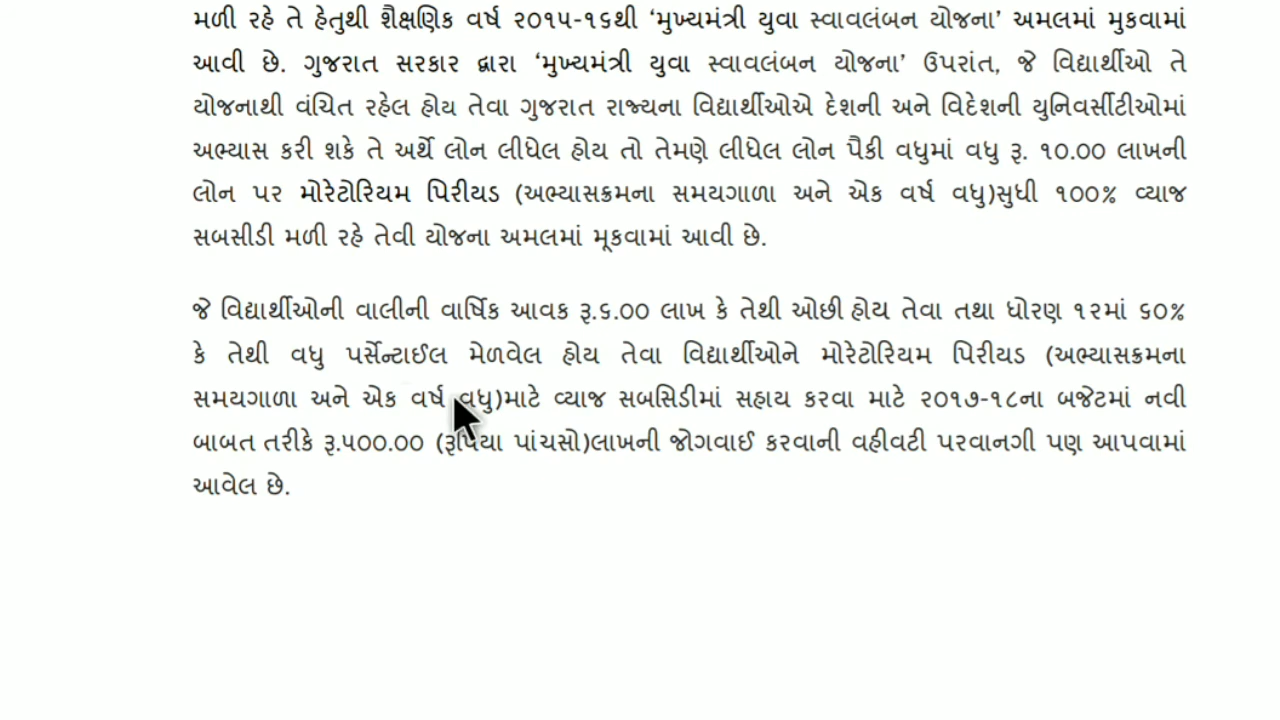 મળી રહે તે હેતુથી શૈક્ષણિક વર્ષ ૨૦૧૫-૧૬થી ‘મુખ્યમંત્રી યુવા સ્વાવલંબન યોજના’ અમલમાં મુકવામાં
આવી છે. ગુજરાત સરકાર દ્વારા ‘મુખ્યમંત્રી યુવા સ્વાવલંબન યોજના’ ઉપરાંત, જે વિદ્યાર્થીઓ તે
યોજનાથી વંચિત રહેલ હોય તેવા ગુજરાત રાજ્યના વિદ્યાર્થીઓએ દેશની અને વિદેશની યુનિવર્સીટીઓમાં
અભ્યાસ કરી શકે તે અર્થે લોન લીધેલ હોય તો તેમણે લીધેલ લોન પૈકી વધુમાં વધુ રૂ. ૧૦.૦૦ લાખની
લોન પર મોરેટોરિયમ પિરીયડ (અભ્યાસક્રમના સમયગાળા અને એક વર્ષ વધુ)સુધી ૧૦૦% વ્યાજ
સબસીડી મળી રહે તેવી યોજના અમલમાં મૂકવામાં આવી છે.
જે વિદ્યાર્થીઓની વાલીની વાર્ષિક આવક રૂ.૬.૦૦ લાખ કે તેથી ઓછી હોય તેવા તથા ધોરણ ૧૨માં ૬૦%
કે તેથી વધુ પર્સેન્ટાઈલ મેળવેલ હોય તેવા વિદ્યાર્થીઓને મોરેટોરિયમ પિરીયડ (અભ્યાસક્રમના
સમયગાળા અને એક વર્ષ વધુ)માટે વ્યાજ સબસિડીમાં સહાય કરવા માટે ૨૦૧૭-૧૮ના બજેટમાં નવી
બાબત તરીકે રૂ.૫૦૦.૦૦ (રૂપિયા પાંચસો)લાખની જોગવાઈ કરવાની વહીવટી પરવાનગી પણ આપવામાં
આવેલ છે.